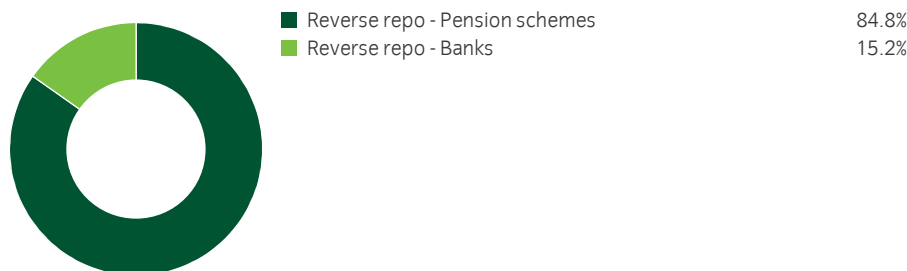 Reverse repo - Pension schemes 84.8%
Reverse repo - Banks 15.2%